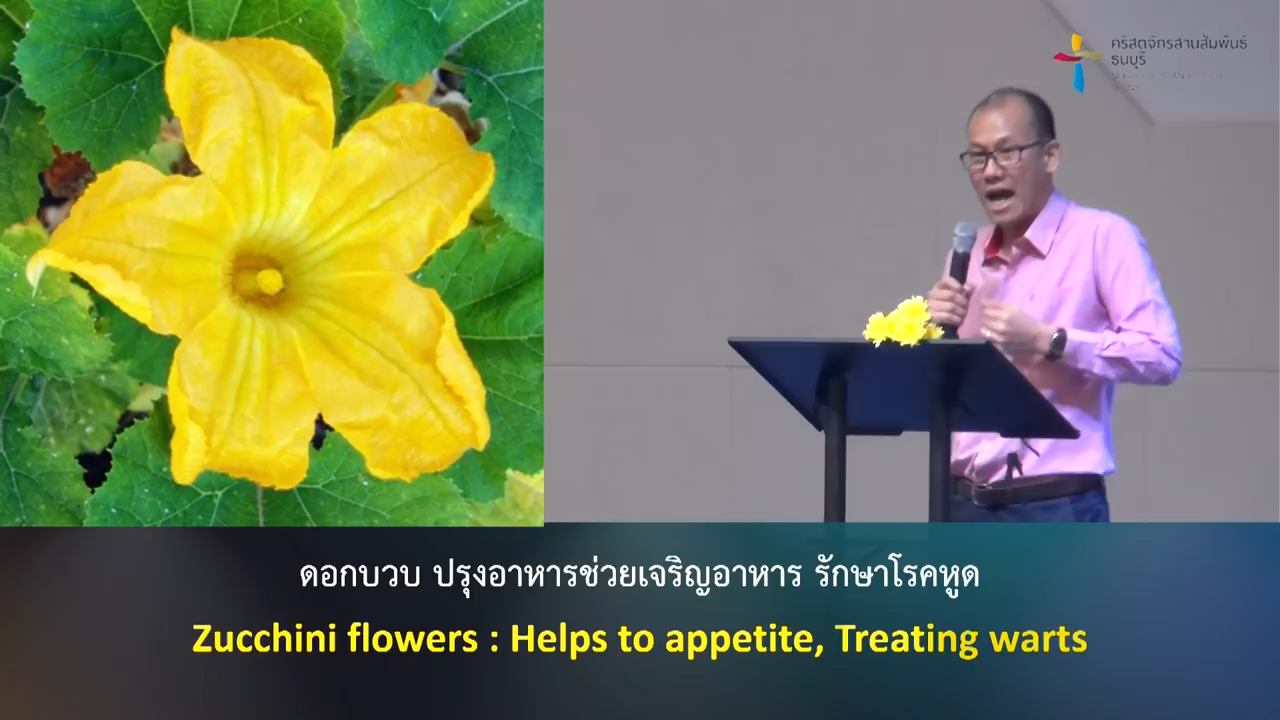 คริสตจักรสานสัมพันธ์
ธนบุรี
ดอกบวบ ปรุงอาหารช่วยเจริญอาหาร รักษาโรคหูด
Zucchini flowers : Helps to appetite, Treating warts